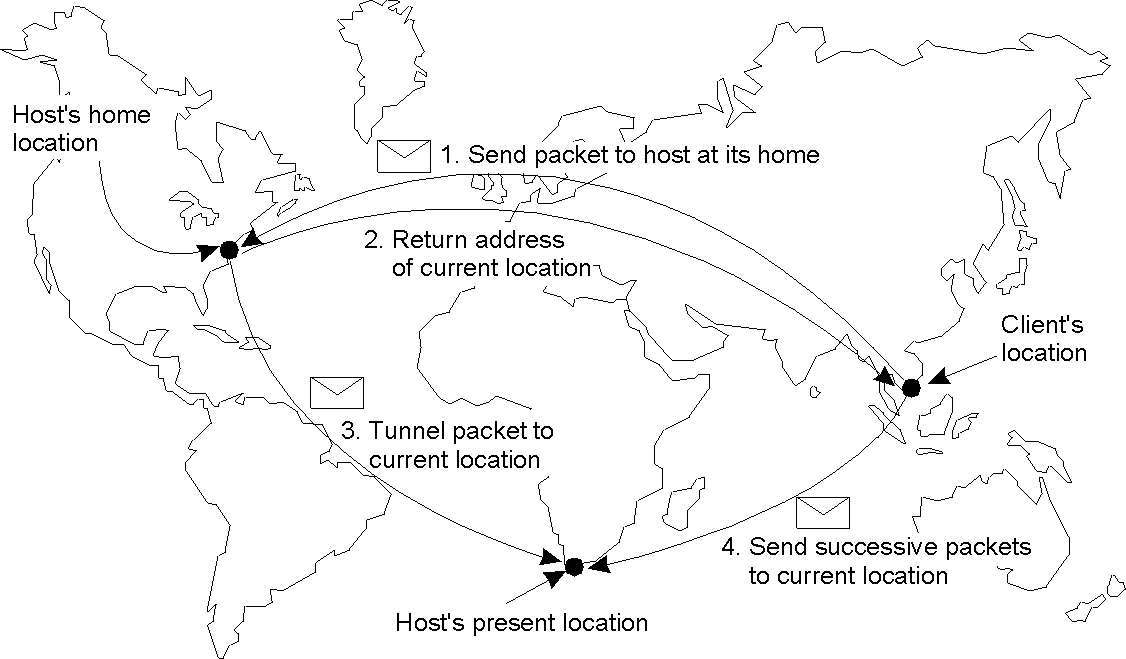 Host's home
location
1. Send packet to host at its home
2. Return address
of current location
Client's
location
3. Tunnel packet to
current location
4. Send successive packets
to current location
Host's present location